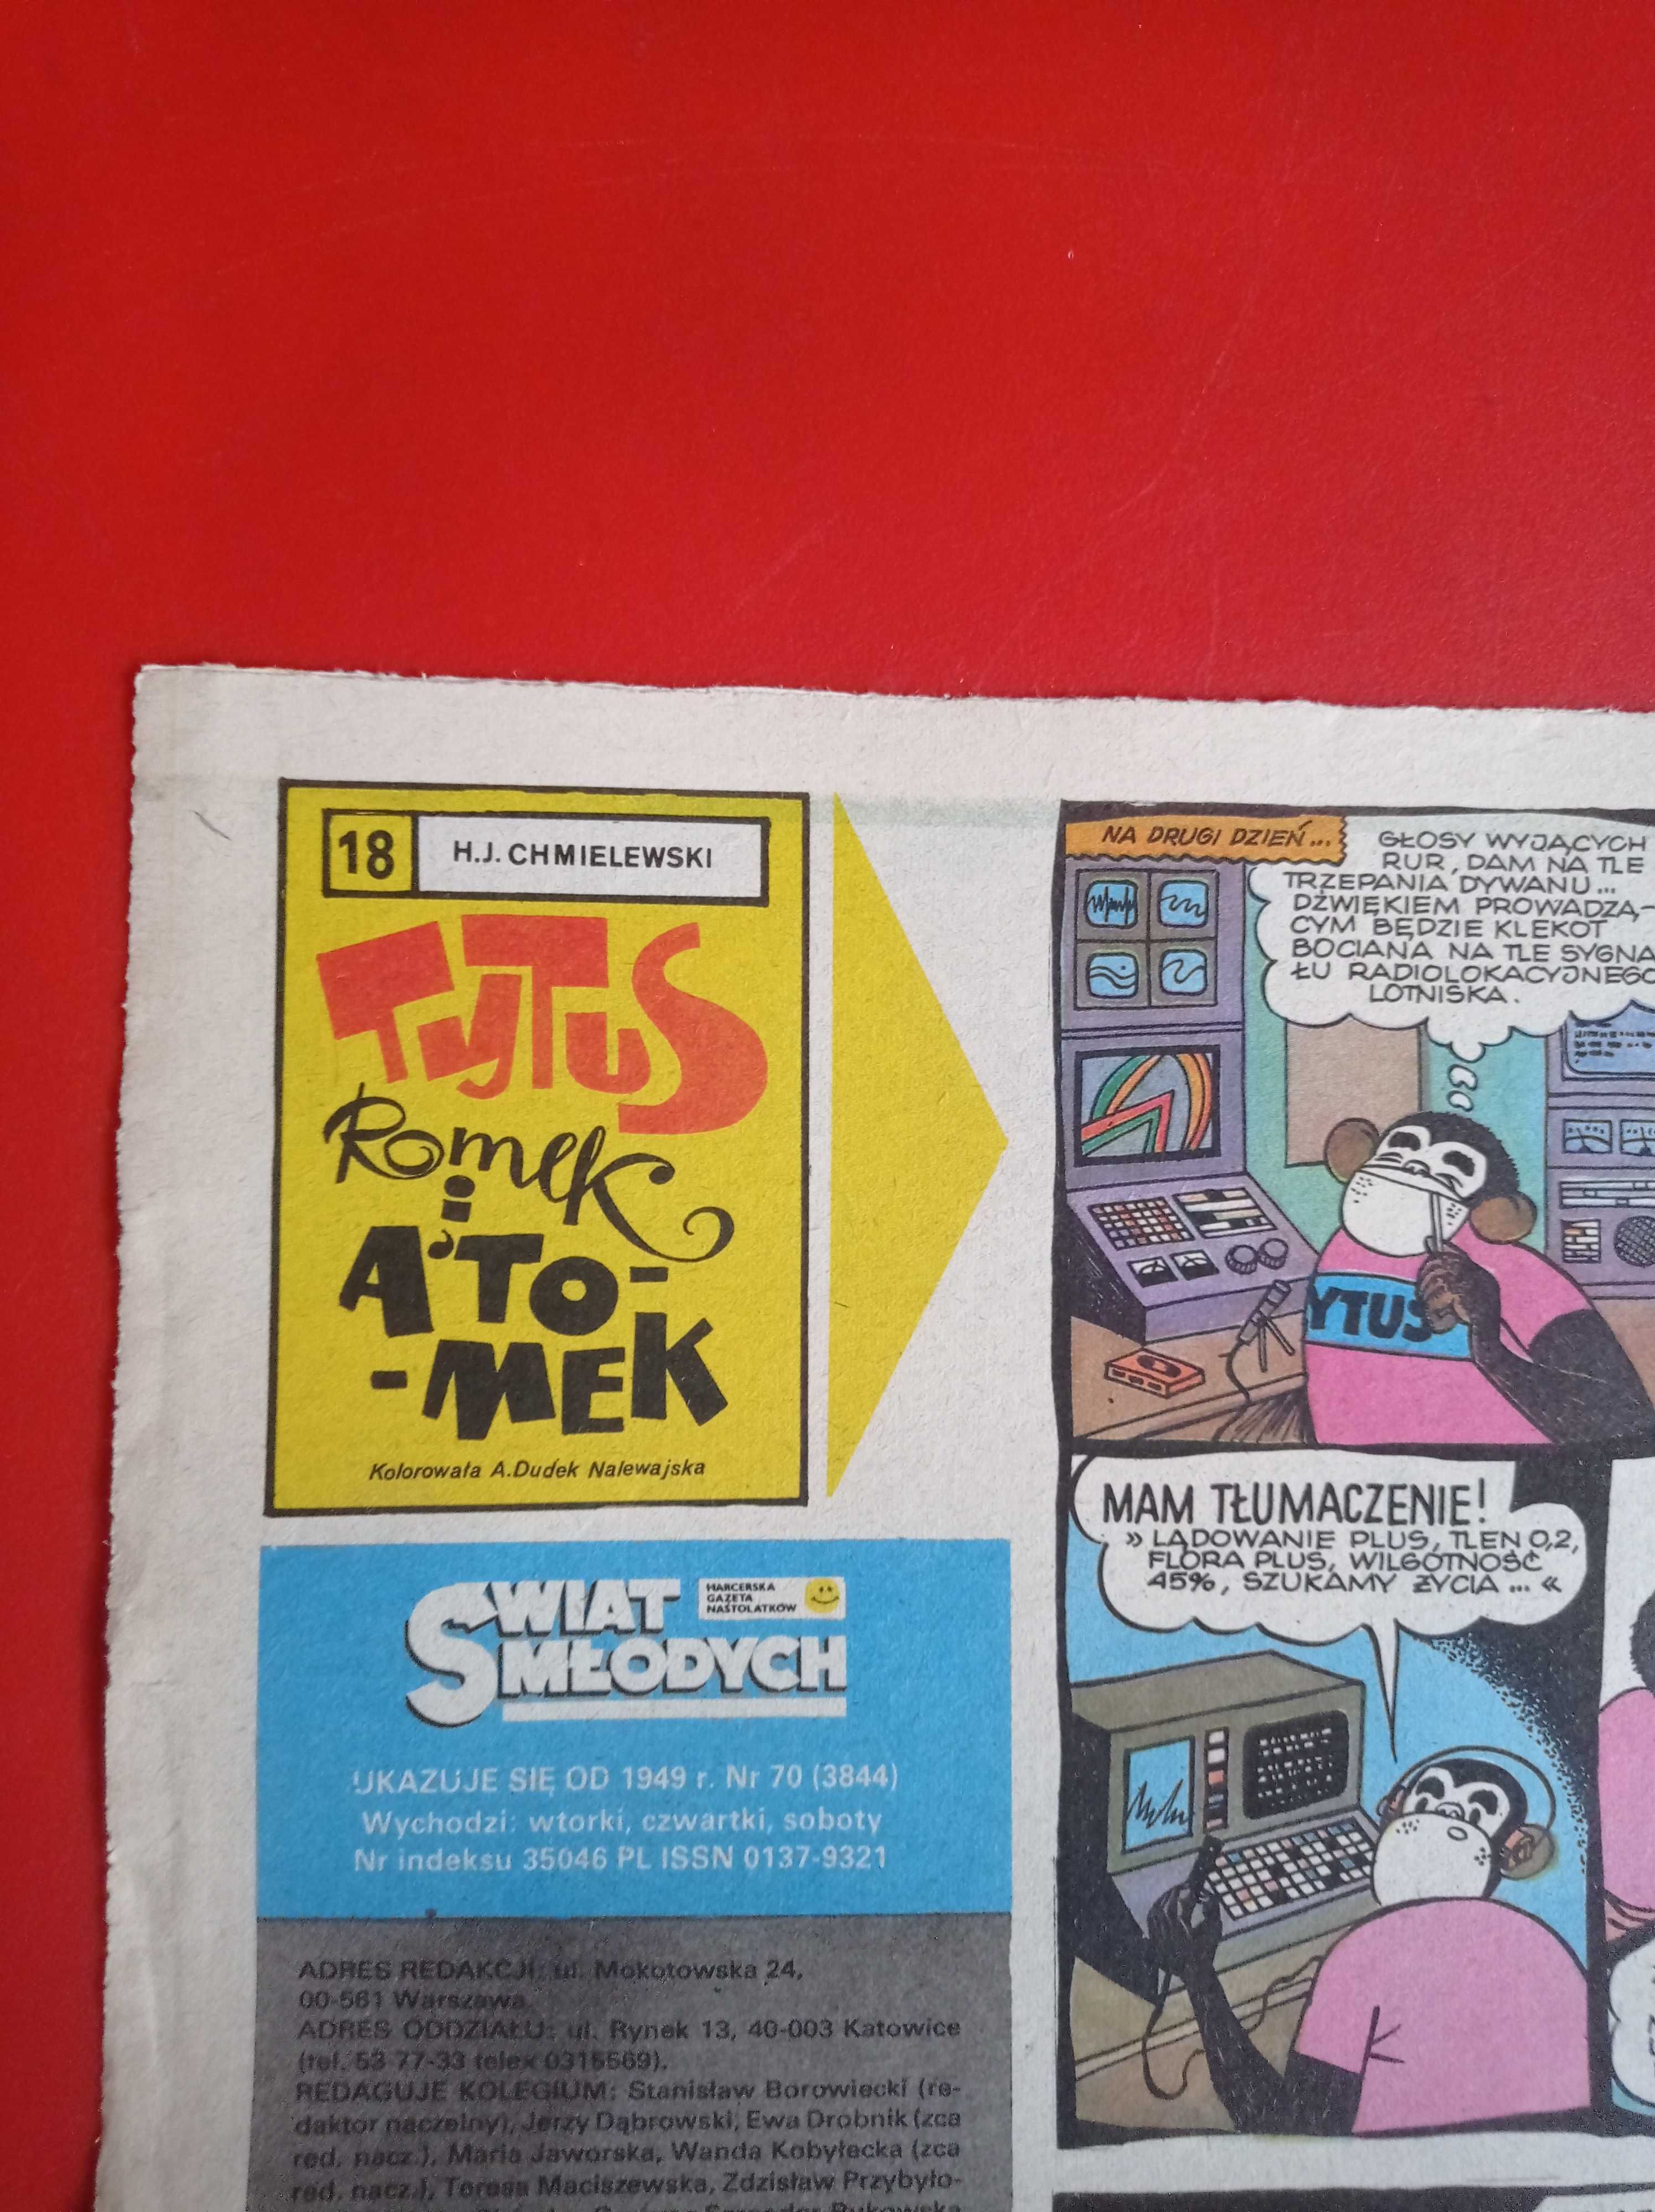 18 H.J. CHMIELEWSKI
TYTUS
Romek
i
A'TO-
-MEK
Kolorowała A.Dudek Nalewajska
ŚWIAT
MŁODYCH
HARCERSKA
GAZETA
NASTOLATKÓW
UKAZUJE SIĘ OD 1949 r. Nr 70 (3844)
Wychodzi: wtorki, czwartki, soboty
Nr indeksu 35046 PL ISSN 0137-9321
ADRES REDAKCJI: ul. Mokotowska 24,
00-561 Warszawa.
ADRES ODDZIAŁU: ul. Rynek 13, 40-003 Katowice
(tel. 53 77-33 telex 0315569).
REDAGUJE KOLEGIUM: Stanisław Borowiecki (re-
daktor naczelny), Jerzy Dąbrowski, Ewa Drobnik (zca
red. nacz.), Maria Jaworska, Wanda Kobyłecka (zca
red. nacz.), Teresa Maciszewska, Zdzisław Przybyło-
NA DRUGI DZIEŃ...
GŁOSY WYJĄCYCH
RUR, DAM NA TLE
TRZEPANIA DYWANU...
DŹWIĘKIEM PROWADZĄ-
CYM BĘDZIE KLEKOT
BOCIANA NA TLE SYGNA
ŁU RADIOLOKACYJNEGO
LOTNISKA.
YTUS
MAM TŁUMACZENIE!
» LĄDOWANIE PLUS, TLEN 0,2,
FLORA PLUS, WILGOTNOŚĆ
45%, SZUKAMY ŻYCIA ... «